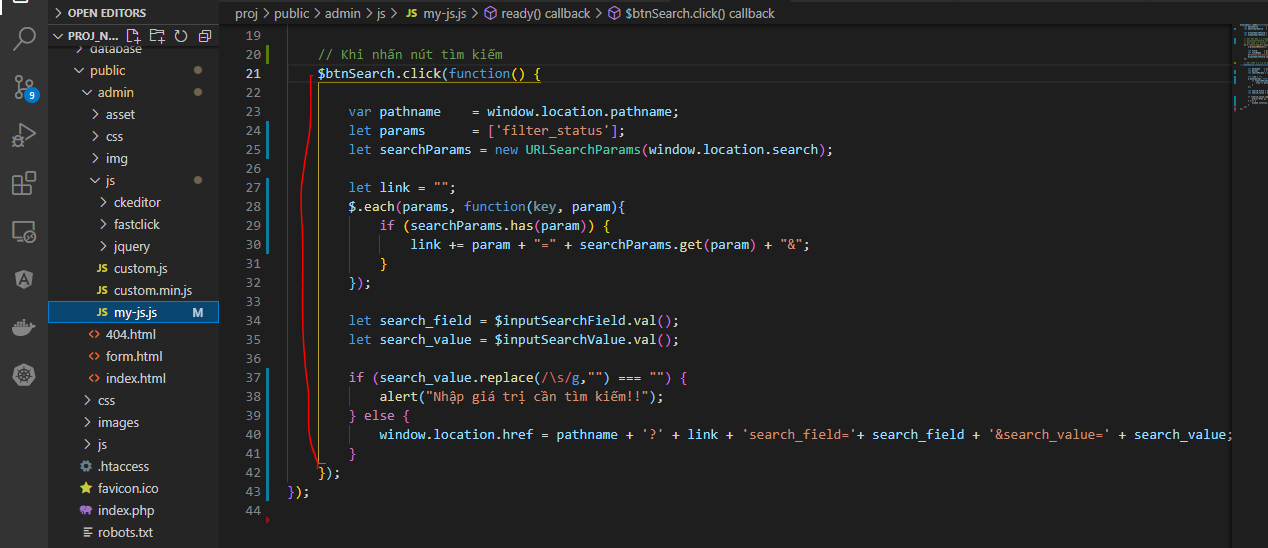 OPEN EDITORS
PROJ_N...
database
public
admin
asset
css
img
js
ckeditor
fastclick
jquery
JS custom.js
JS custom.min.js
JS my-js.js M
<> 404.html
<> form.html
<> index.html
css
images
js
.htaccess
favicon.ico
index.php
robots.txt
9
proj > public > admin > js > JS my-js.js > ready() callback > $btnSearch.click() callback
19
20 // Khi nhấn nút tìm kiếm
21 $btnSearch.click(function() {
22
23 var pathname    = window.location.pathname;
24 let params      = ['filter_status'];
25 let searchParams = new URLSearchParams(window.location.search);
26
27 let link = "";
28 $.each(params, function(key, param){
29 if (searchParams.has(param)) {
30 link += param + "=" + searchParams.get(param) + "&";
31 }
32 });
33
34 let search_field = $inputSearchField.val();
35 let search_value = $inputSearchValue.val();
36
37 if (search_value.replace(/\s/g,"") === "") {
38 alert("Nhập giá trị cần tìm kiếm!!");
39 } else {
40 window.location.href = pathname + '?' + link + 'search_field='+ search_field + '&search_value=' + search_value;
41 }
42 });
43 });
44